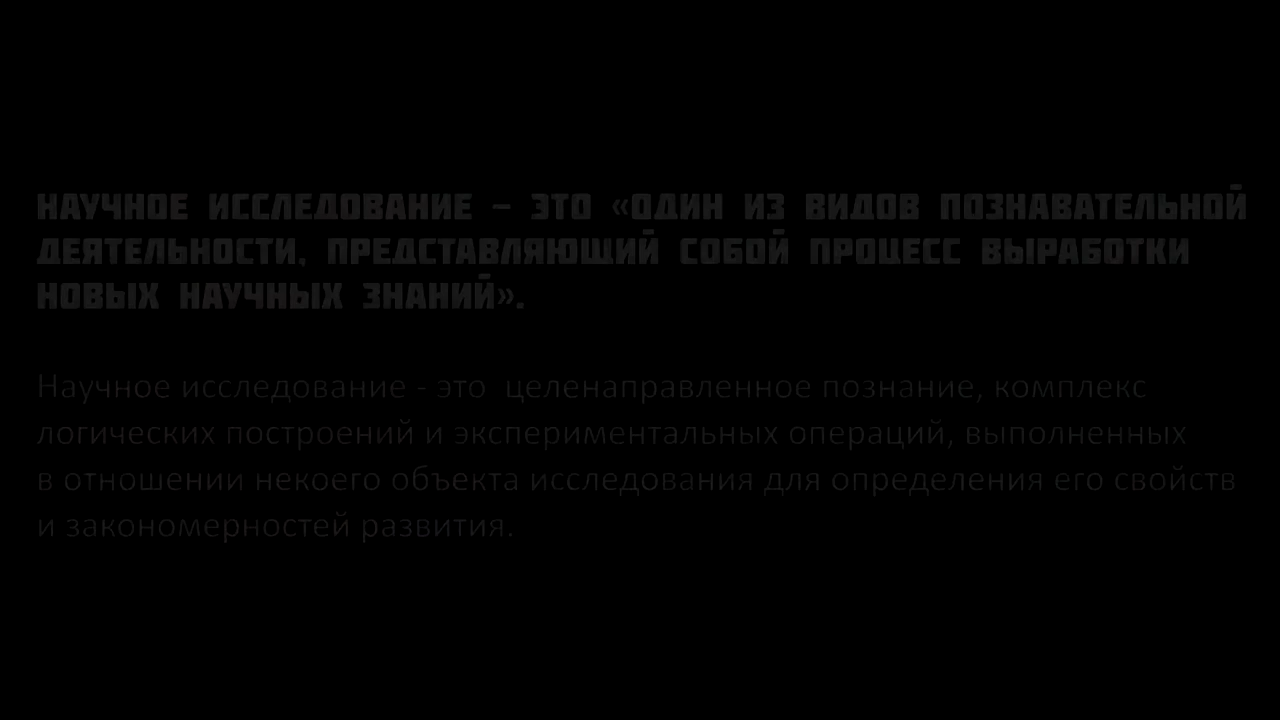 НАУЧНОЕ ИССЛЕДОВАНИЕ – ЭТО «ОДИН ИЗ ВИДОВ ПОЗНАВАТЕЛЬНОЙ
ДЕЯТЕЛЬНОСТИ, ПРЕДСТАВЛЯЮЩИЙ СОБОЙ ПРОЦЕСС ВЫРАБОТКИ
НОВЫХ НАУЧНЫХ ЗНАНИЙ».
Научное исследование - это целенаправленное познание, комплекс
логических построений и экспериментальных операций, выполненных
в отношении некоего объекта исследования для определения его свойств
и закономерностей развития.